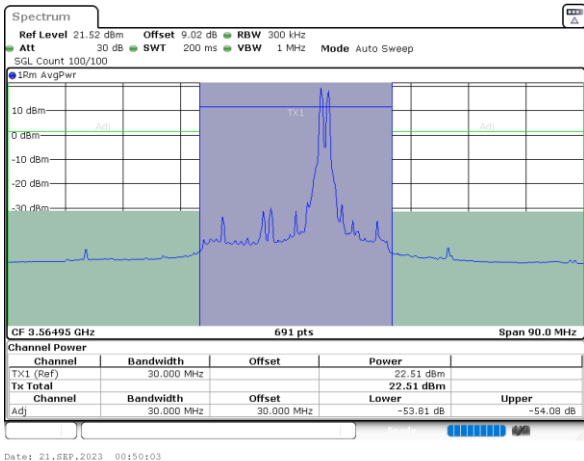 Spectrum
Ref Level 21.52 dBm Offset 9.02 dB RBW 300 kHz
Att 30 dB SWT 200 ms VBW 1 MHz Mode Auto Sweep
SGL Count 100/100
1Rm AvgPwr
10 dBm
TX1
Adj Adj
0 dBm
-10 dBm
-20 dBm
-30 dBm
CF 3.56495 GHz 691 pts Span 90.0 MHz
Channel Power
Channel Bandwidth Offset Power
TX1 (Ref) 30.000 MHz 22.51 dBm
Tx Total 22.51 dBm
Channel Bandwidth Offset Lower Upper
Adj 30.000 MHz 30.000 MHz -53.81 dB -54.08 dB
Ready
Date: 21.SEP.2023 00:50:03